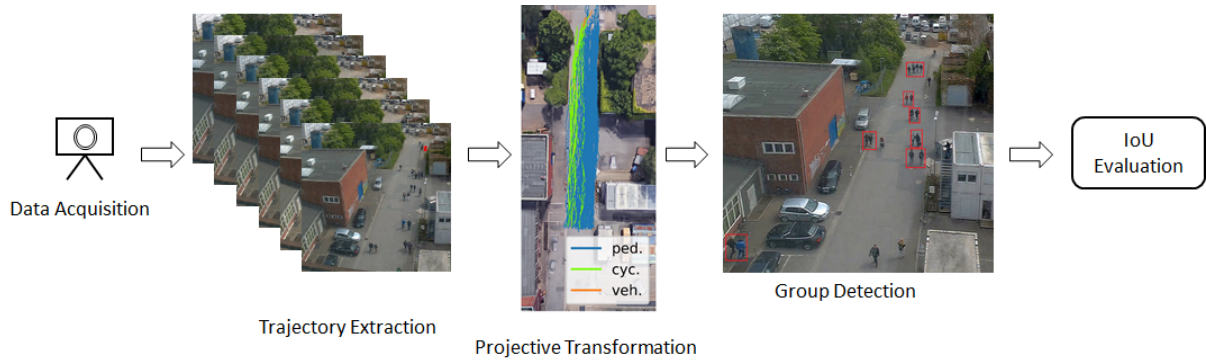 Data Acquisition
Trajectory Extraction
ped.
cyc.
veh.
Projective Transformation
Group Detection
IoU
Evaluation